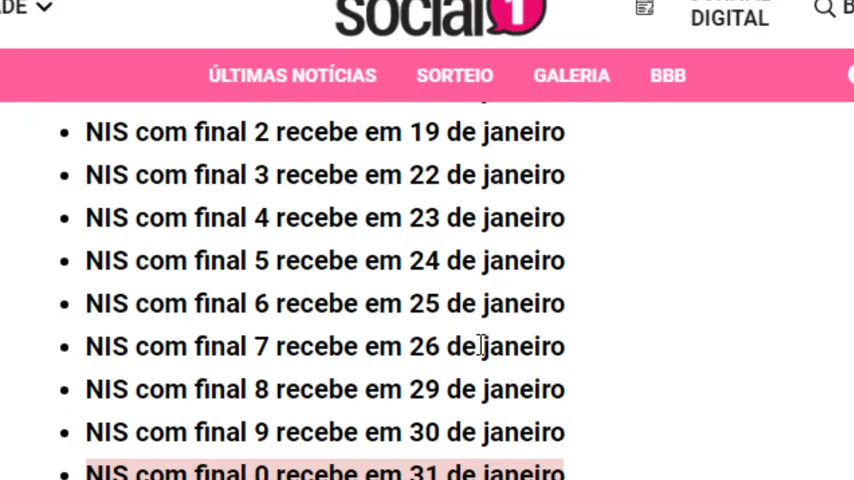 DADE
social1
JORNAL
DIGITAL
B
ÚLTIMAS NOTÍCIAS SORTEIO GALERIA BBB
NIS com final 2 recebe em 19 de janeiro
NIS com final 3 recebe em 22 de janeiro
NIS com final 4 recebe em 23 de janeiro
NIS com final 5 recebe em 24 de janeiro
NIS com final 6 recebe em 25 de janeiro
NIS com final 7 recebe em 26 de janeiro
NIS com final 8 recebe em 29 de janeiro
NIS com final 9 recebe em 30 de janeiro
NIS com final 0 recebe em 31 de janeiro